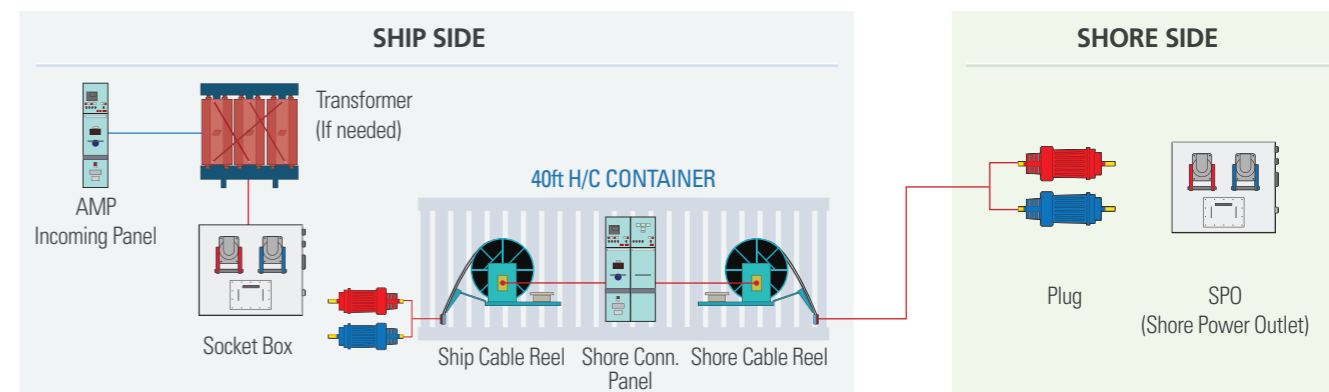 SHIP SIDE
SHORE SIDE
Transformer
(If needed)
40ft H/C CONTAINER
AMP
Incoming Panel
Socket Box
Ship Cable Reel
Shore Conn.
Panel
Shore Cable Reel
Plug
SPO
(Shore Power Outlet)